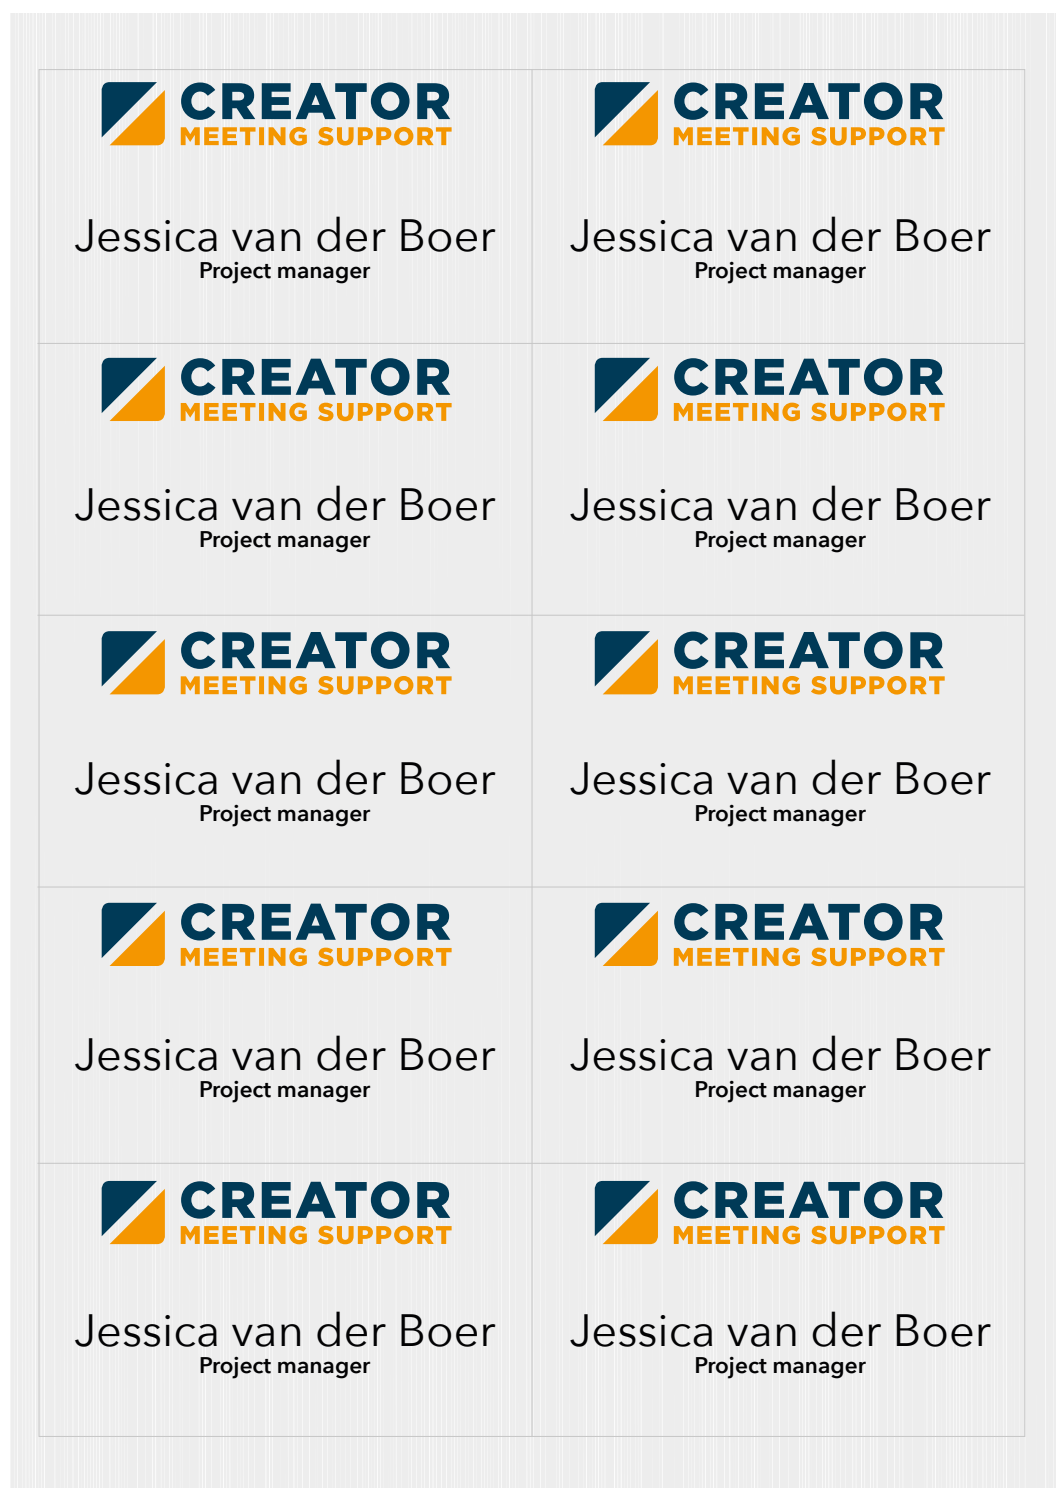 CREATOR
MEETING SUPPORT
Jessica van der Boer
Project manager
CREATOR
MEETING SUPPORT
Jessica van der Boer
Project manager
CREATOR
MEETING SUPPORT
Jessica van der Boer
Project manager
CREATOR
MEETING SUPPORT
Jessica van der Boer
Project manager
CREATOR
MEETING SUPPORT
Jessica van der Boer
Project manager
CREATOR
MEETING SUPPORT
Jessica van der Boer
Project manager
CREATOR
MEETING SUPPORT
Jessica van der Boer
Project manager
CREATOR
MEETING SUPPORT
Jessica van der Boer
Project manager
CREATOR
MEETING SUPPORT
Jessica van der Boer
Project manager
CREATOR
MEETING SUPPORT
Jessica van der Boer
Project manager